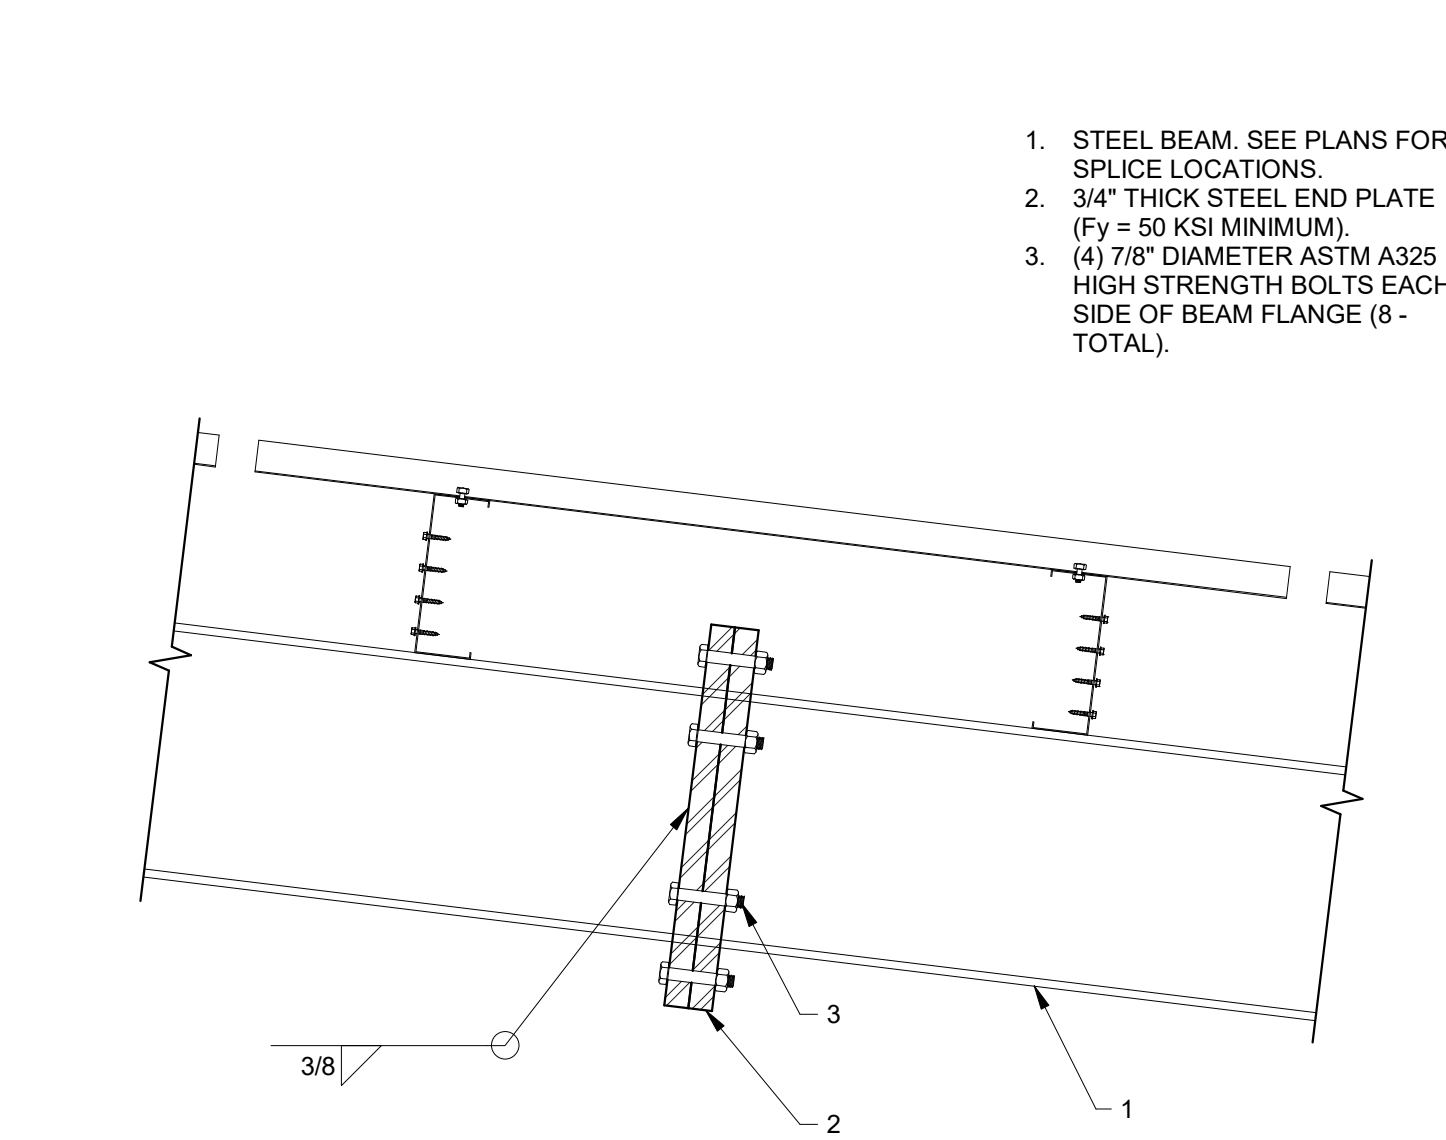 1. STEEL BEAM. SEE PLANS FOR
SPLICE LOCATIONS.
2. 3/4" THICK STEEL END PLATE
(Fy = 50 KSI MINIMUM).
3. (4) 7/8" DIAMETER ASTM A325
HIGH STRENGTH BOLTS EACH
SIDE OF BEAM FLANGE (8 -
TOTAL).
3
3/8
1
2